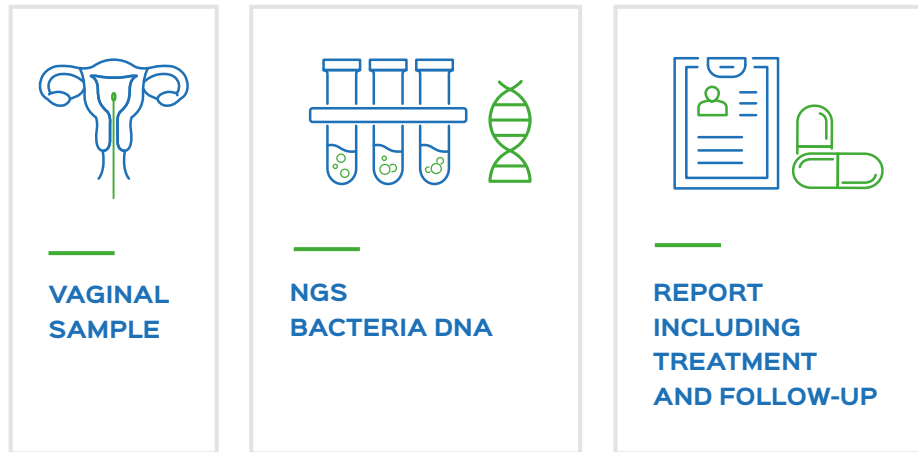 VAGINAL
SAMPLE
NGS
BACTERIA DNA
REPORT
INCLUDING
TREATMENT
AND FOLLOW-UP